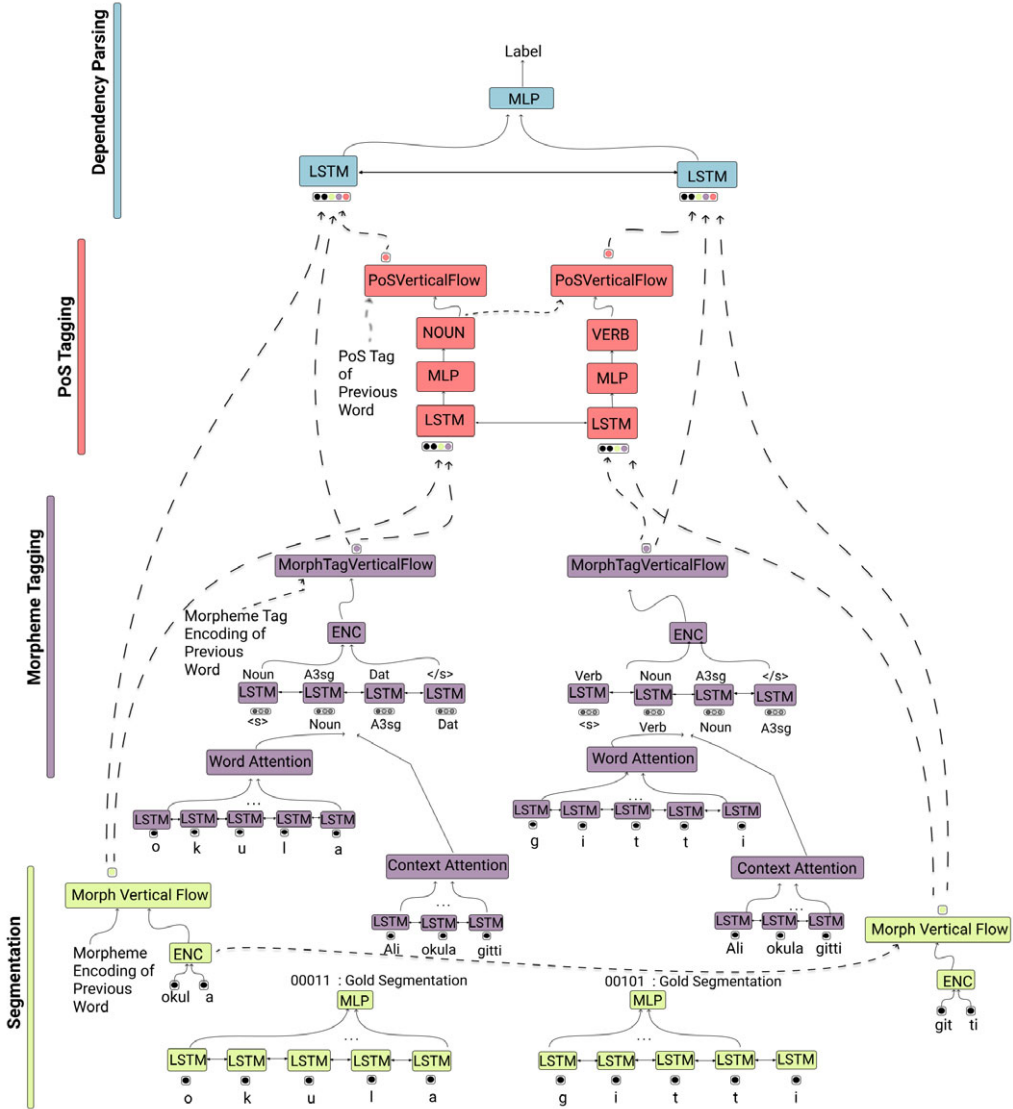 Dependency Parsing
Label
MLP
LSTM LSTM
PoS Tagging
PoSVerticalFlow PoSVerticalFlow
NOUN VERB
PoS Tag
of
Previous
Word
MLP MLP
LSTM LSTM
Morpheme Tagging
MorphTagVerticalFlow MorphTagVerticalFlow
Morpheme Tag
Encoding of
Previous
Word
ENC ENC
Noun A3sg Dat </s> Verb Noun A3sg </s>
LSTM LSTM LSTM LSTM LSTM LSTM LSTM LSTM
<s> Noun A3sg Dat <s> Verb Noun A3sg
Word Attention Word Attention
... ...
LSTM LSTM LSTM LSTM LSTM LSTM LSTM LSTM LSTM LSTM
o k u l a g i t t i
Context Attention Context Attention
... ...
LSTM LSTM LSTM LSTM LSTM LSTM
Ali okula gitti Ali okula gitti
Segmentation
Morph Vertical Flow Morph Vertical Flow
Morpheme
Encoding of
Previous
Word
ENC ENC
okul a git ti
00011 : Gold Segmentation 00101 : Gold Segmentation
MLP MLP
... ...
LSTM LSTM LSTM LSTM LSTM LSTM LSTM LSTM LSTM LSTM
o k u l a g i t t i